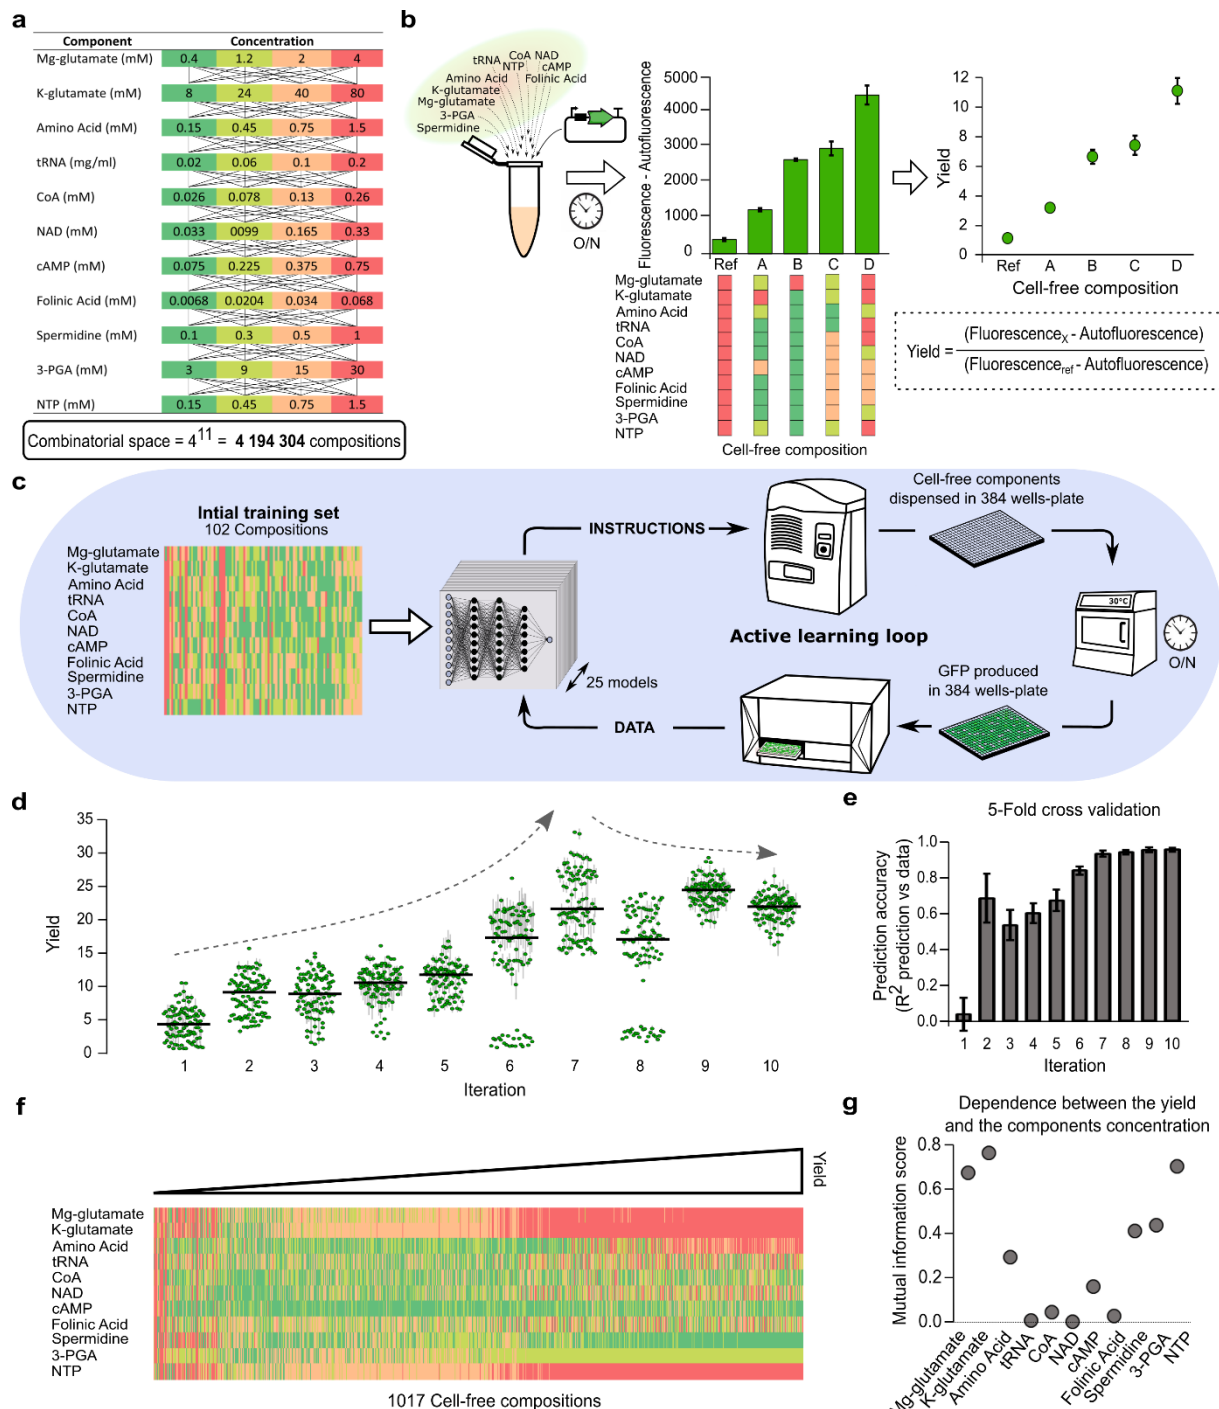 a
Component Concentration
Mg-glutamate (mM) 0.4 1.2 2 4
K-glutamate (mM) 8 24 40 80
Amino Acid (mM) 0.15 0.45 0.75 1.5
tRNA (mg/ml) 0.02 0.06 0.1 0.2
CoA (mM) 0.026 0.078 0.13 0.26
NAD (mM) 0.033 0099 0.165 0.33
cAMP (mM) 0.075 0.225 0.375 0.75
Folinic Acid (mM) 0.0068 0.0204 0.034 0.068
Spermidine (mM) 0.1 0.3 0.5 1
3-PGA (mM) 3 9 15 30
NTP (mM) 0.15 0.45 0.75 1.5
Combinatorial space = 4^11 = 4 194 304 compositions
b
CoA NAD
tRNA
NTP cAMP
Amino Acid Folinic Acid
K-glutamate
Mg-glutamate
3-PGA
Spermidine
O/N
Fluorescence - Autofluorescence
5000
4000
3000
2000
1000
0
Ref A B C D
Mg-glutamate
K-glutamate
Amino Acid
tRNA
CoA
NAD
cAMP
Folinic Acid
Spermidine
3-PGA
NTP
Cell-free composition
Yield
12
10
8
6
4
2
0
Ref A B C D
Cell-free composition
Yield = (Fluorescence_X - Autofluorescence)
(Fluorescence_ref - Autofluorescence)
c
Intial training set
102 Compositions
Mg-glutamate
K-glutamate
Amino Acid
tRNA
CoA
NAD
cAMP
Folinic Acid
Spermidine
3-PGA
NTP
25 models
INSTRUCTIONS
Cell-free components
dispensed in 384 wells-plate
30°C
O/N
Active learning loop
GFP produced
in 384 wells-plate
DATA
d
Yield
35
30
25
20
15
10
5
0
1 2 3 4 5 6 7 8 9 10
Iteration
e
5-Fold cross validation
Prediction accuracy
(R² prediction vs data)
1.0
0.8
0.6
0.4
0.2
0.0
1 2 3 4 5 6 7 8 9 10
Iteration
f
Yield
Mg-glutamate
K-glutamate
Amino Acid
tRNA
CoA
NAD
cAMP
Folinic Acid
Spermidine
3-PGA
NTP
1017 Cell-free compositions
g
Dependence between the yield
and the components concentration
Mutual information score
0.8
0.6
0.4
0.2
0.0
Mg-glutamate
K-glutamate
Amino Acid
tRNA
CoA
NAD
cAMP
Folinic Acid
Spermidine
3-PGA
NTP